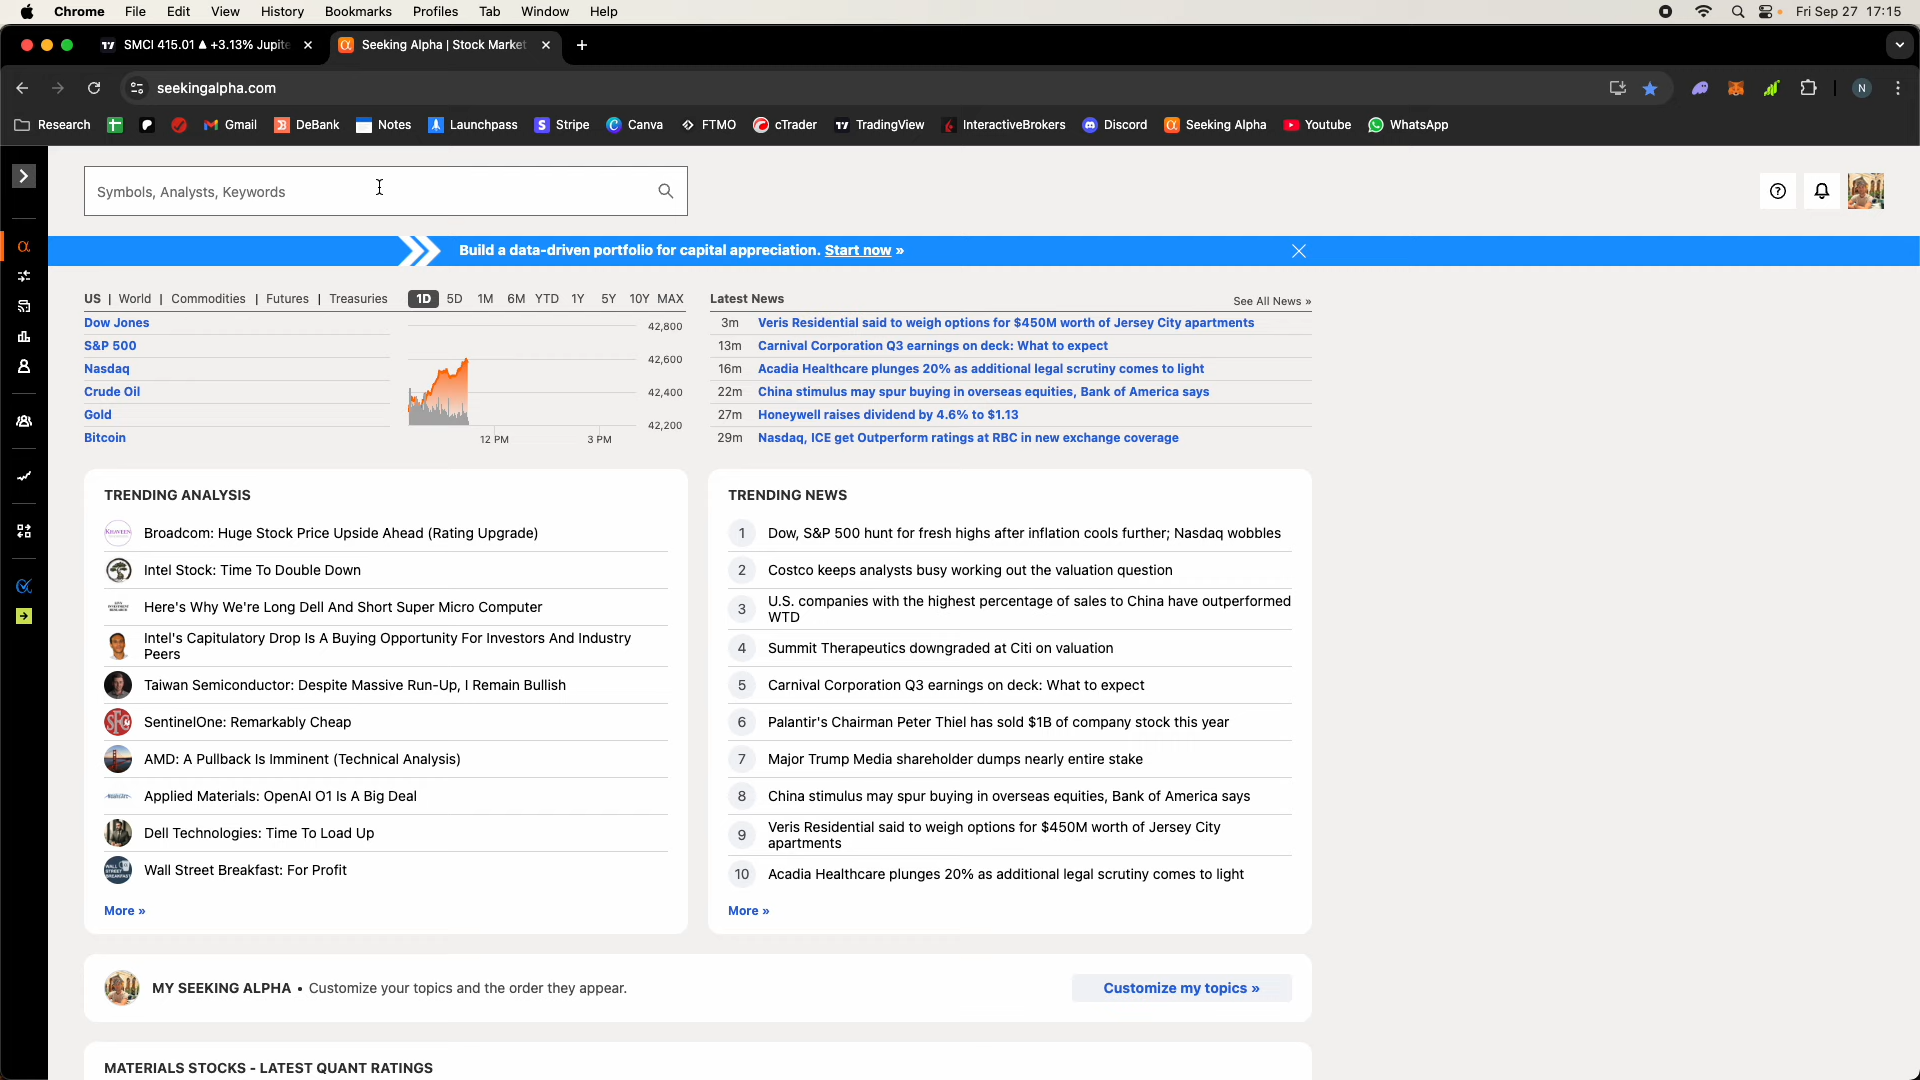 Chrome File Edit View History Bookmarks Profiles Tab Window Help Fri Sep 27 17:15
SMCI 415.01 ▲ +3.13% Jupite
Seeking Alpha | Stock Market
seekingalpha.com
N
Research Gmail DeBank Notes Launchpass Stripe Canva FTMO cTrader TradingView InteractiveBrokers Discord Seeking Alpha Youtube WhatsApp
Symbols, Analysts, Keywords
Build a data-driven portfolio for capital appreciation. Start now »
US | World | Commodities | Futures | Treasuries
1D 5D 1M 6M YTD 1Y 5Y 10Y MAX
Dow Jones
S&P 500
Nasdaq
Crude Oil
Gold
Bitcoin
42,800
42,600
42,400
42,200
12 PM 3 PM
Latest News
See All News »
3m Veris Residential said to weigh options for $450M worth of Jersey City apartments
13m Carnival Corporation Q3 earnings on deck: What to expect
16m Acadia Healthcare plunges 20% as additional legal scrutiny comes to light
22m China stimulus may spur buying in overseas equities, Bank of America says
27m Honeywell raises dividend by 4.6% to $1.13
29m Nasdaq, ICE get Outperform ratings at RBC in new exchange coverage
TRENDING ANALYSIS
Broadcom: Huge Stock Price Upside Ahead (Rating Upgrade)
Intel Stock: Time To Double Down
Here's Why We're Long Dell And Short Super Micro Computer
Intel's Capitulatory Drop Is A Buying Opportunity For Investors And Industry
Peers
Taiwan Semiconductor: Despite Massive Run-Up, I Remain Bullish
SentinelOne: Remarkably Cheap
AMD: A Pullback Is Imminent (Technical Analysis)
Applied Materials: OpenAI O1 Is A Big Deal
Dell Technologies: Time To Load Up
Wall Street Breakfast: For Profit
More »
TRENDING NEWS
1 Dow, S&P 500 hunt for fresh highs after inflation cools further; Nasdaq wobbles
2 Costco keeps analysts busy working out the valuation question
3 U.S. companies with the highest percentage of sales to China have outperformed
WTD
4 Summit Therapeutics downgraded at Citi on valuation
5 Carnival Corporation Q3 earnings on deck: What to expect
6 Palantir's Chairman Peter Thiel has sold $1B of company stock this year
7 Major Trump Media shareholder dumps nearly entire stake
8 China stimulus may spur buying in overseas equities, Bank of America says
9 Veris Residential said to weigh options for $450M worth of Jersey City
apartments
10 Acadia Healthcare plunges 20% as additional legal scrutiny comes to light
More »
MY SEEKING ALPHA • Customize your topics and the order they appear.
Customize my topics »
MATERIALS STOCKS - LATEST QUANT RATINGS